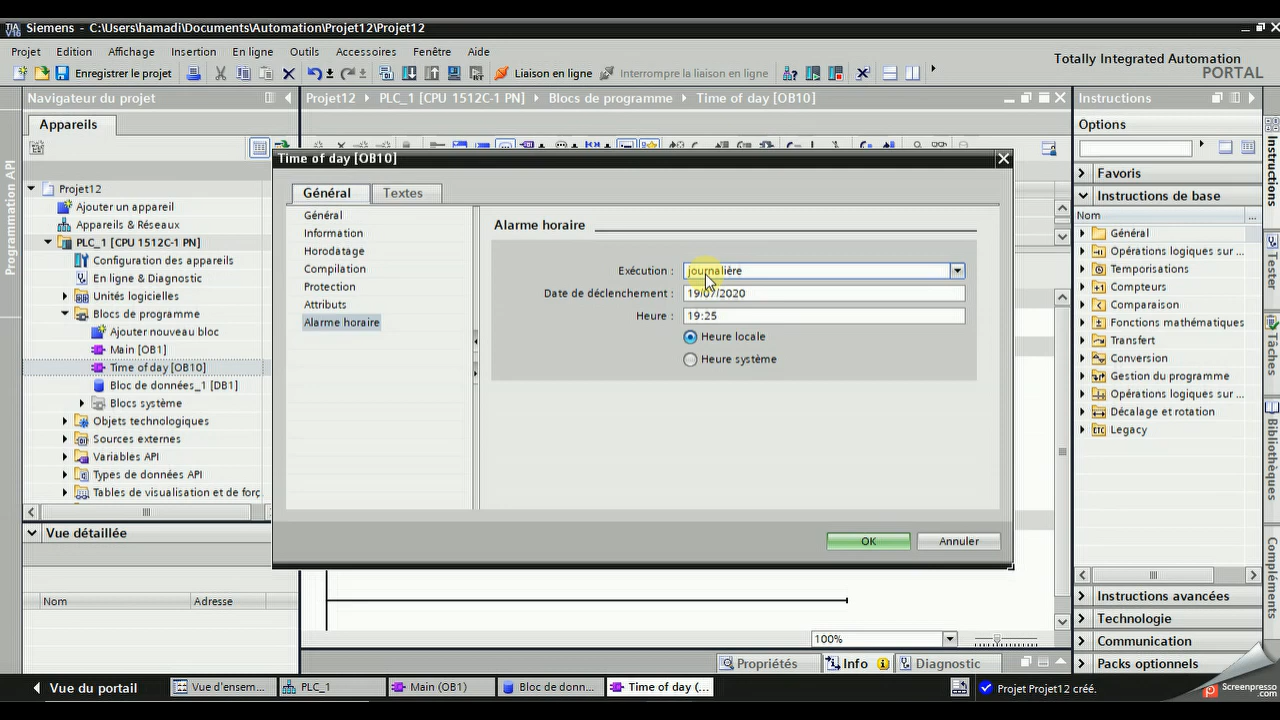 TIA V16 Siemens - C:\Users\hamadi\Documents\Automation\Projet12\Projet12
Projet Edition Affichage Insertion En ligne Outils Accessoires Fenêtre Aide
Enregistrer le projet Liaison en ligne Interrompre la liaison en ligne
Totally Integrated Automation
PORTAL
Navigateur du projet
Projet12 PLC_1 [CPU 1512C-1 PN] Blocs de programme Time of day [OB10]
Instructions
Appareils
Options
Programmation API
Projet12
Ajouter un appareil
Appareils & Réseaux
PLC_1 [CPU 1512C-1 PN]
Configuration des appareils
En ligne & Diagnostic
Unités logicielles
Blocs de programme
Ajouter nouveau bloc
Main [OB1]
Time of day [OB10]
Bloc de données_1 [DB1]
Blocs système
Objets technologiques
Sources externes
Variables API
Types de données API
Tables de visualisation et de forç
Vue détaillée
Nom Adresse
Time of day [OB10]
Général Textes
Général
Information
Horodatage
Compilation
Protection
Attributs
Alarme horaire
Alarme horaire
Exécution : journalière
Date de déclenchement : 19/07/2020
Heure : 19:25
Heure locale
Heure système
OK Annuler
100%
Propriétés Info Diagnostic
Favoris
Instructions de base
Nom ...
Général
Opérations logiques sur ...
Temporisations
Compteurs
Comparaison
Fonctions mathématiques
Transfert
Conversion
Gestion du programme
Opérations logiques sur ...
Décalage et rotation
Legacy
Instructions avancées
Technologie
Communication
Packs optionnels
Instructions
Tester
Tâches
Bibliothèques
Compléments
Vue du portail Vue d'ensem... PLC_1 Main (OB1) Bloc de donn... Time of day (... Projet Projet12 créé.
Screenpresso
.com